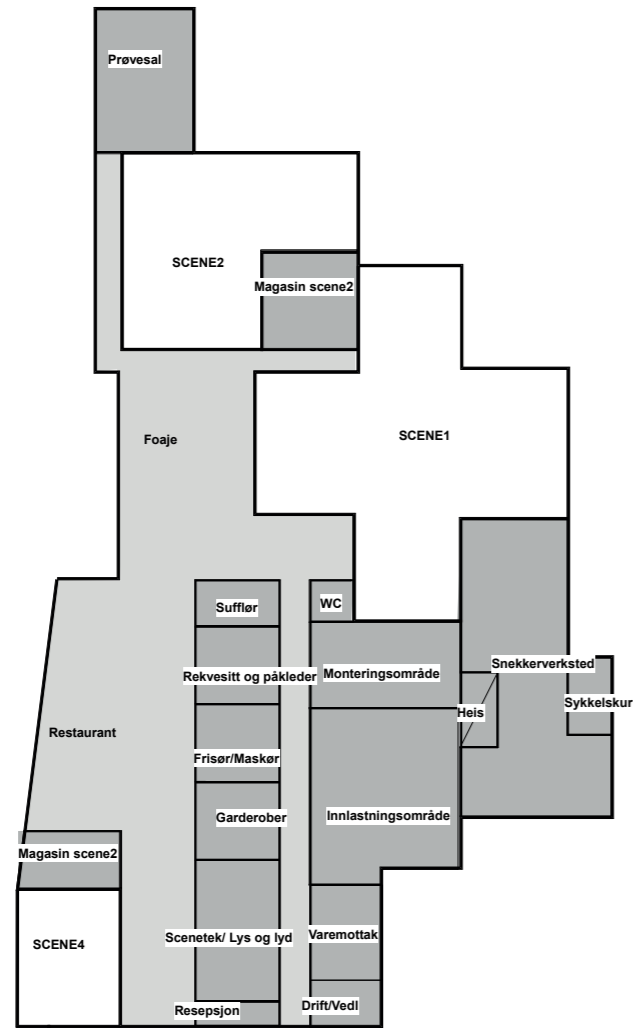 Prøvesal
SCENE2
Magasin scene2
SCENE1
Foaje
Sufflør
WC
Rekvesitt og påkleder
Monteringsområde
Snekkerverksted
Sykkelskur
Heis
Restaurant
Frisør/Maskør
Garderober
Innlastningsområde
Magasin scene2
SCENE4
Scenetek/ Lys og lyd
Varemottak
Resepsjon
Drift/Vedl